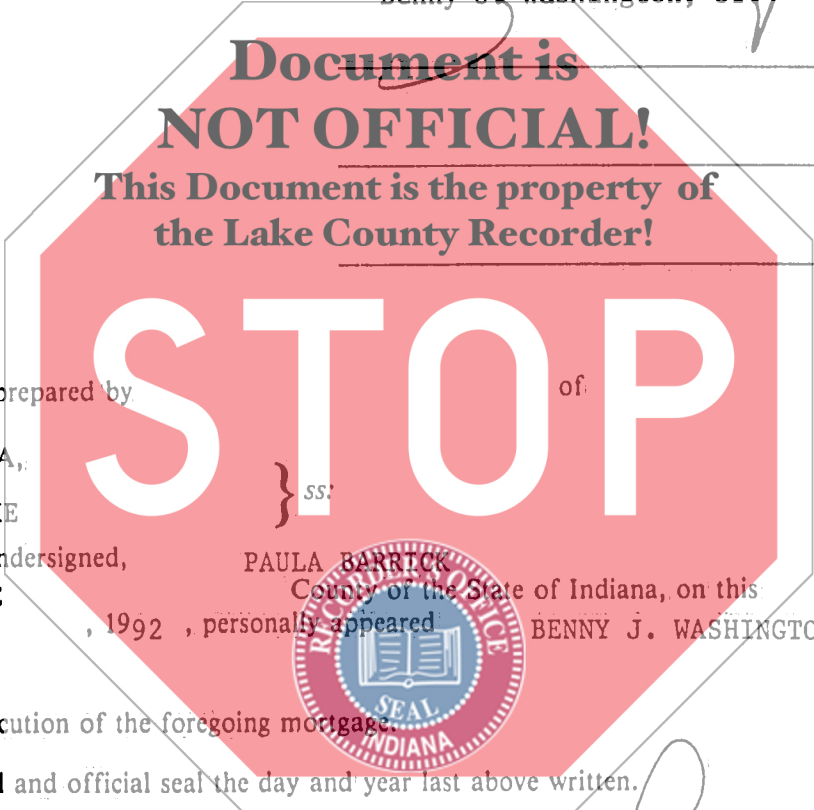 Document is
NOT OFFICIAL!
This Document is the property of
the Lake County Recorder!
STOP
prepared by of
A,
} ss:
KE
ndersigned, PAULA BARRICK
County of the State of Indiana, on this
, 1992 , personally appeared BENNY J. WASHINGTO
RECORDER'S OFFICE
SEAL
INDIANA
cution of the foregoing mortgage.
and official seal the day and year last above written.